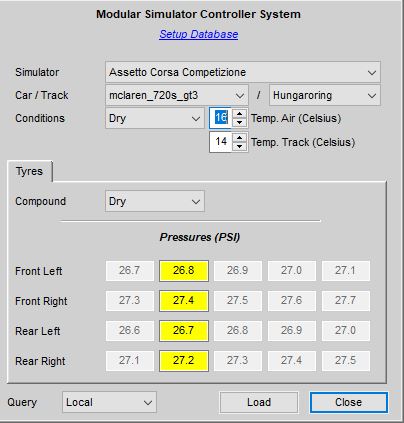 Modular Simulator Controller System
Setup Database
Simulator Assetto Corsa Competizione
Car / Track mclaren_720s_gt3 / Hungaroring
Conditions Dry 16 Temp. Air (Celsius)
14 Temp. Track (Celsius)
Tyres
Compound Dry
Pressures (PSI)
Front Left 26.7 26.8 26.9 27.0 27.1
Front Right 27.3 27.4 27.5 27.6 27.7
Rear Left 26.6 26.7 26.8 26.9 27.0
Rear Right 27.1 27.2 27.3 27.4 27.5
Query Local Load Close